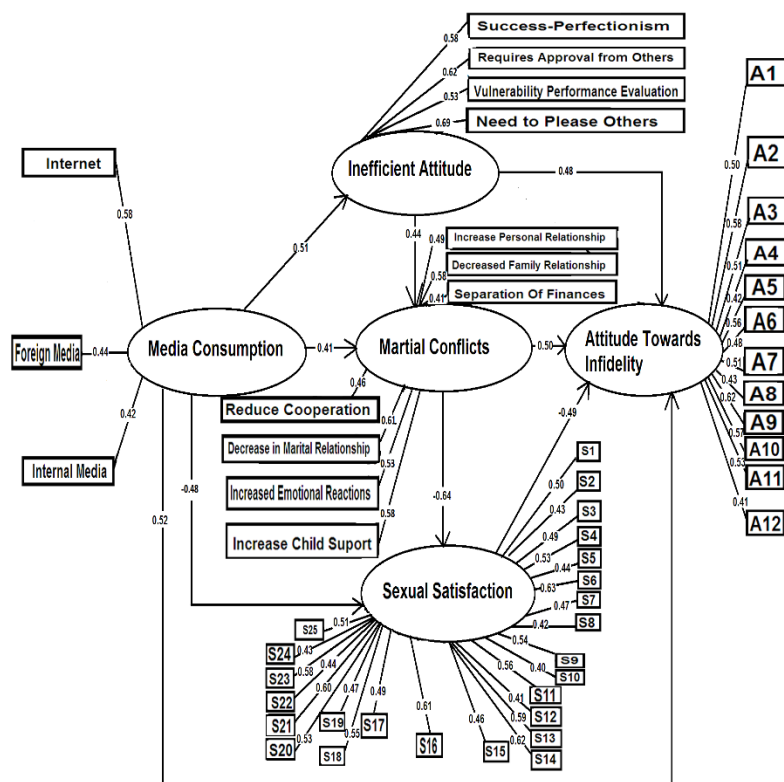 Success-Perfectionism
0.58
Requires Approval from Others
0.62
Vulnerability Performance Evaluation
0.53
Need to Please Others
0.69
Inefficient Attitude
0.48
A1
A2
A3
A4
A5
A6
A7
A8
A9
A10
A11
A12
0.50
0.58
0.51
0.42
0.56
0.48
0.51
0.43
0.62
0.57
0.53
0.41
Internet
0.58
Foreign Media
0.44
Internal Media
0.42
Media Consumption
0.51
0.44
0.49
Increase Personal Relationship
0.58
Decreased Family Relationship
0.41
Separation Of Finances
0.41
Martial Conflicts
0.50
Attitude Towards
Infidelity
0.46
Reduce Cooperation
0.61
Decrease in Marital Relationship
0.53
Increased Emotional Reactions
0.58
Increase Child Suport
-0.48
0.52
-0.64
-0.49
Sexual Satisfaction
S1
0.50
S2
0.43
S3
0.49
S4
0.53
S5
0.44
S6
0.63
S7
0.47
S8
0.42
S9
0.54
S10
0.40
S11
0.56
S12
0.41
S13
0.59
S14
0.62
S15
0.46
S16
0.61
S17
0.49
S18
0.55
S19
0.47
S20
0.53
S21
0.60
S22
0.44
S23
0.58
S24
0.43
S25
0.51